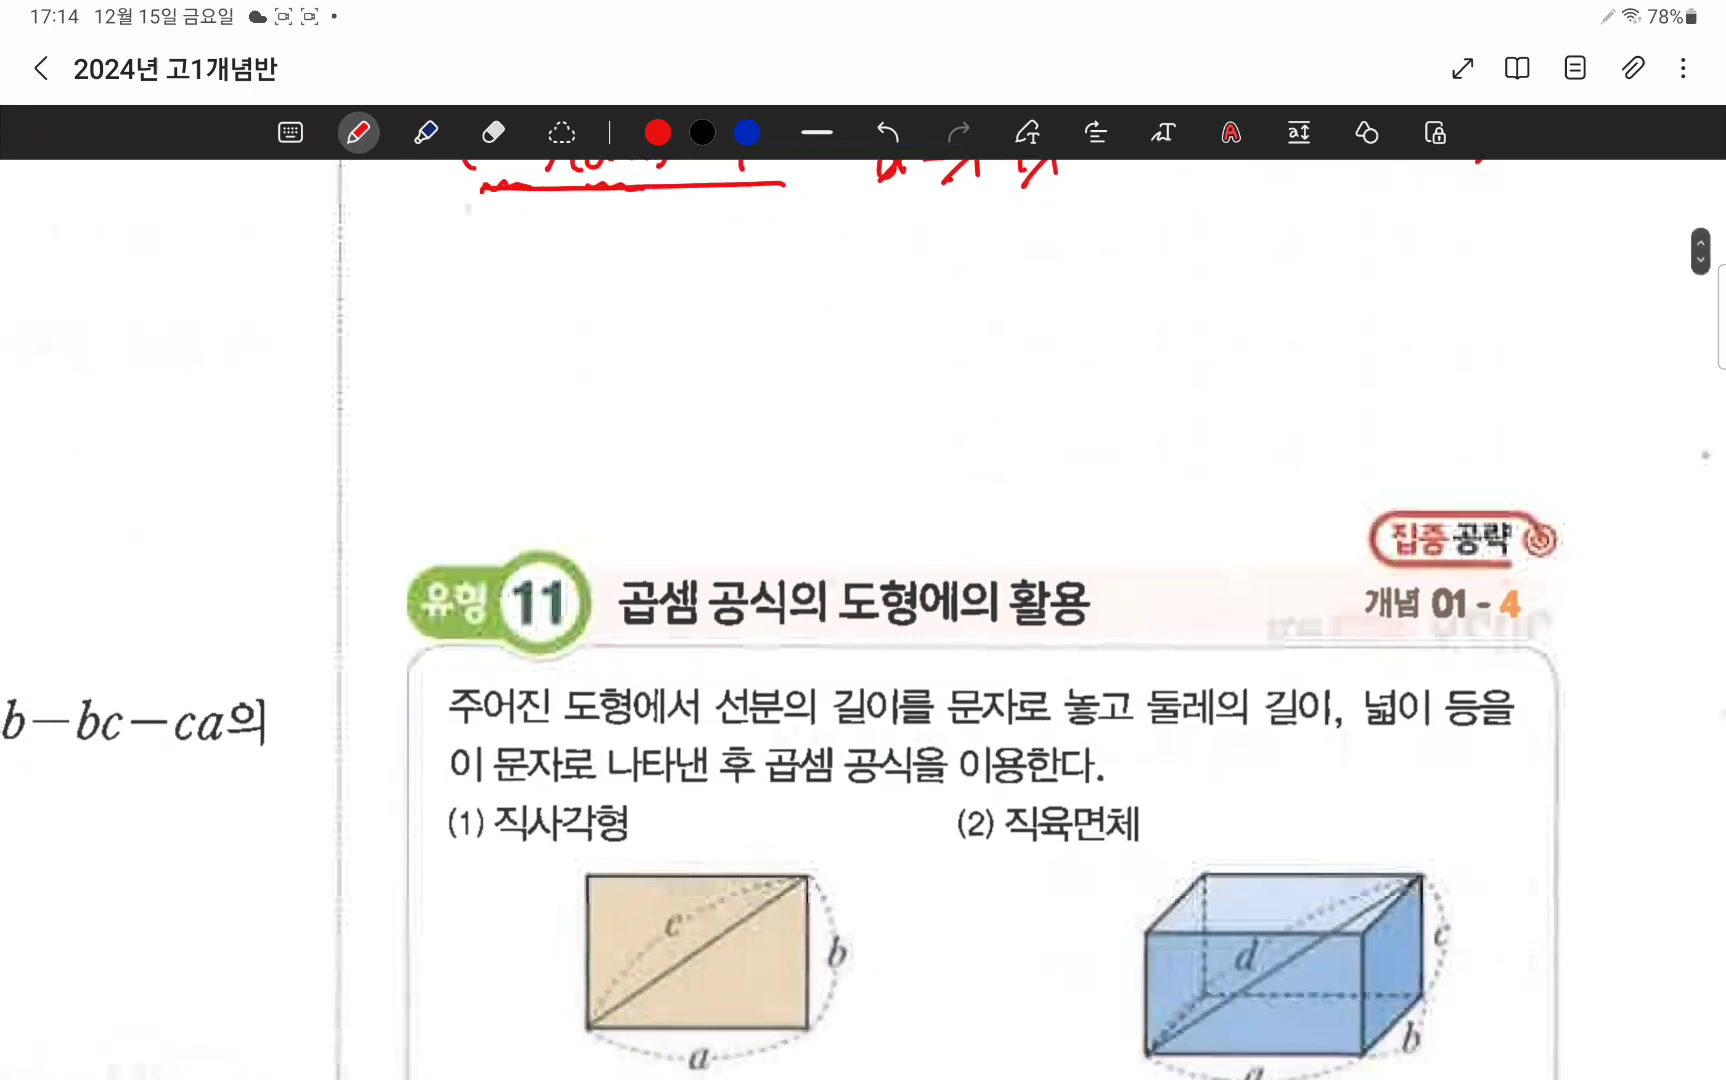 17:14 12월 15일 금요일
78%
2024년 고1개념반
집중 공략
유형 11 곱셈 공식의 도형에의 활용
개념 01 - 4
b-bc-ca의
주어진 도형에서 선분의 길이를 문자로 놓고 둘레의 길이, 넓이 등을
이 문자로 나타낸 후 곱셈 공식을 이용한다.
(1) 직사각형
(2) 직육면체
c
b
a
d
c
b
a